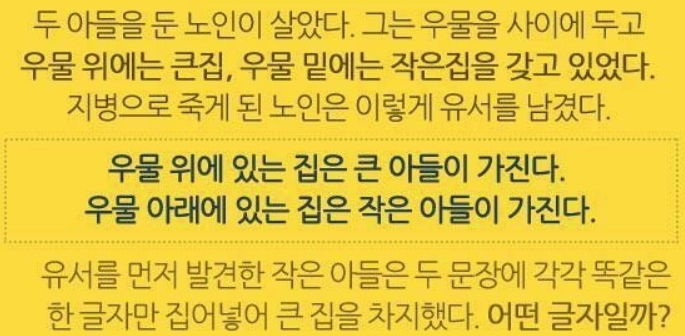 두 아들을 둔 노인이 살았다. 그는 우물을 사이에 두고
우물 위에는 큰집, 우물 밑에는 작은집을 갖고 있었다.
지병으로 죽게 된 노인은 이렇게 유서를 남겼다.
우물 위에 있는 집은 큰 아들이 가진다.
우물 아래에 있는 집은 작은 아들이 가진다.
유서를 먼저 발견한 작은 아들은 두 문장에 각각 똑같은
한 글자만 집어넣어 큰 집을 차지했다. 어떤 글자일까?